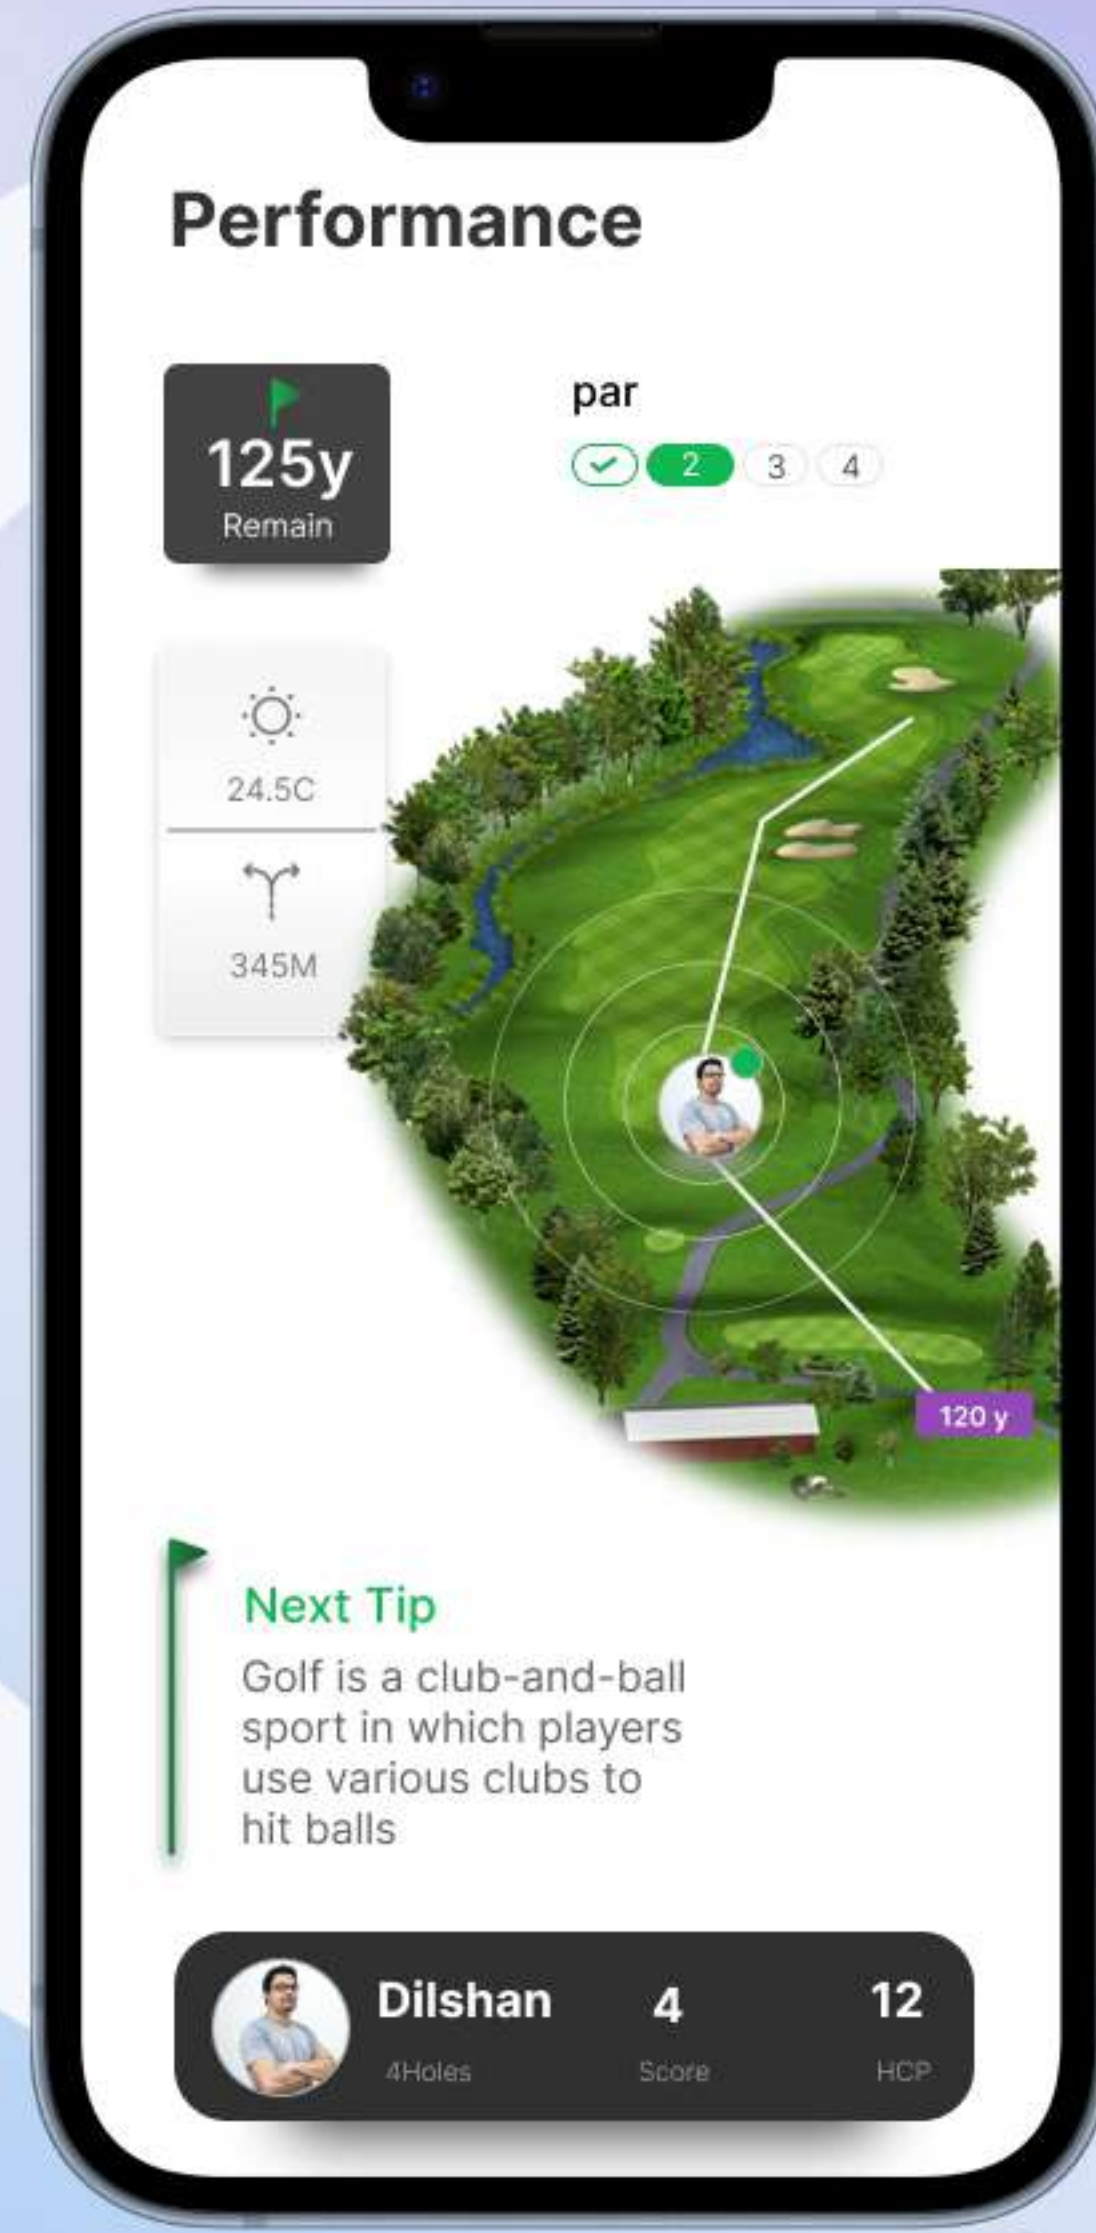 Performance
125y
Remain
par
2 3 4
24.5C
345M
120 y
Next Tip
Golf is a club-and-ball
sport in which players
use various clubs to
hit balls
Dilshan 4 12
4Holes Score HCP